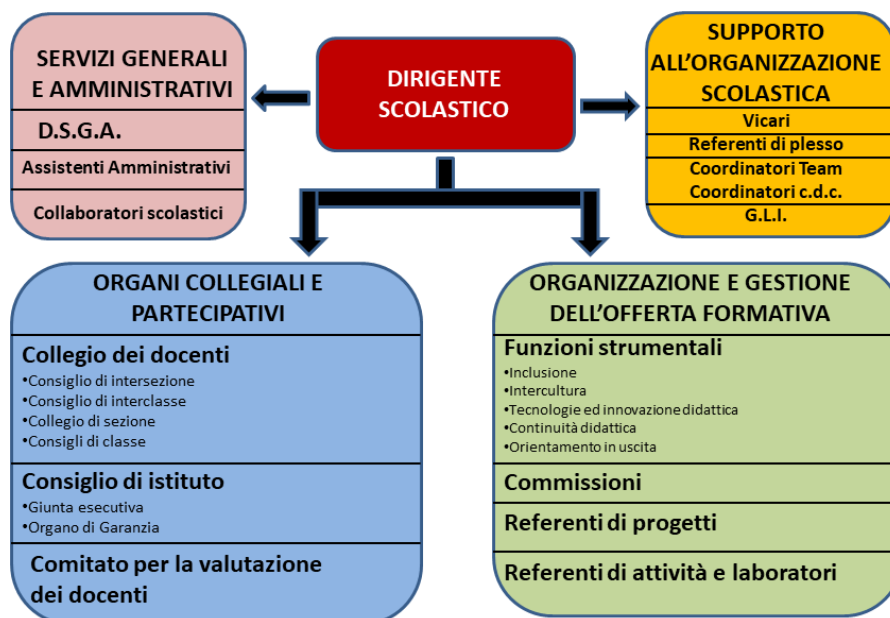 SERVIZI GENERALI
E AMMINISTRATIVI
D.S.G.A.
Assistenti Amministrativi
Collaboratori scolastici
DIRIGENTE
SCOLASTICO
SUPPORTO
ALL'ORGANIZZAZIONE
SCOLASTICA
Vicari
Referenti di plesso
Coordinatori Team
Coordinatori c.d.c.
G.L.I.
ORGANI COLLEGIALI E
PARTECIPATIVI
Collegio dei docenti
•Consiglio di intersezione
•Consiglio di interclasse
•Collegio di sezione
•Consigli di classe
Consiglio di istituto
•Giunta esecutiva
•Organo di Garanzia
Comitato per la valutazione
dei docenti
ORGANIZZAZIONE E GESTIONE
DELL'OFFERTA FORMATIVA
Funzioni strumentali
•Inclusione
•Intercultura
•Tecnologie ed innovazione didattica
•Continuità didattica
•Orientamento in uscita
Commissioni
Referenti di progetti
Referenti di attività e laboratori